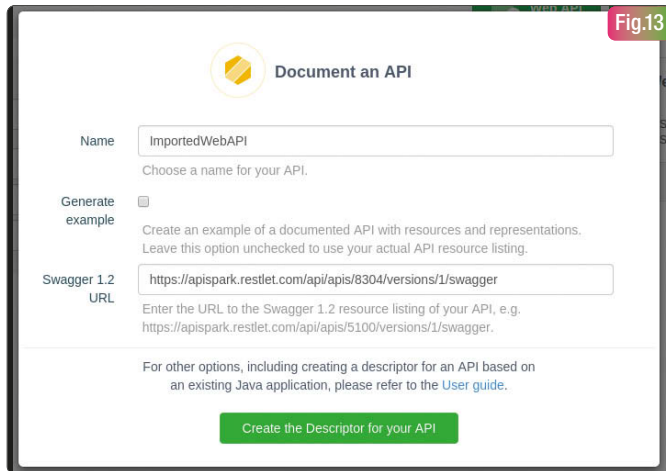 Web API
Fig.13
Document an API
Name
ImportedWebAPI
Choose a name for your API.
Generate
example
Create an example of a documented API with resources and representations.
Leave this option unchecked to use your actual API resource listing.
Swagger 1.2
URL
https://apispark.restlet.com/api/apis/8304/versions/1/swagger
Enter the URL to the Swagger 1.2 resource listing of your API, e.g.
https://apispark.restlet.com/api/apis/5100/versions/1/swagger.
For other options, including creating a descriptor for an API based on
an existing Java application, please refer to the User guide.
Create the Descriptor for your API